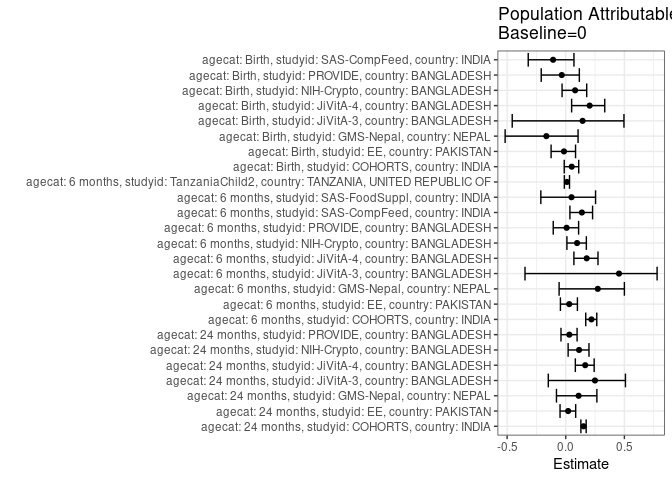 Population Attributable
Baseline=0
agecat: Birth, studyid: SAS-CompFeed, country: INDIA
agecat: Birth, studyid: PROVIDE, country: BANGLADESH
agecat: Birth, studyid: NIH-Crypto, country: BANGLADESH
agecat: Birth, studyid: JiVitA-4, country: BANGLADESH
agecat: Birth, studyid: JiVitA-3, country: BANGLADESH
agecat: Birth, studyid: GMS-Nepal, country: NEPAL
agecat: Birth, studyid: EE, country: PAKISTAN
agecat: Birth, studyid: COHORTS, country: INDIA
agecat: 6 months, studyid: TanzaniaChild2, country: TANZANIA, UNITED REPUBLIC OF
agecat: 6 months, studyid: SAS-FoodSuppl, country: INDIA
agecat: 6 months, studyid: SAS-CompFeed, country: INDIA
agecat: 6 months, studyid: PROVIDE, country: BANGLADESH
agecat: 6 months, studyid: NIH-Crypto, country: BANGLADESH
agecat: 6 months, studyid: JiVitA-4, country: BANGLADESH
agecat: 6 months, studyid: JiVitA-3, country: BANGLADESH
agecat: 6 months, studyid: GMS-Nepal, country: NEPAL
agecat: 6 months, studyid: EE, country: PAKISTAN
agecat: 6 months, studyid: COHORTS, country: INDIA
agecat: 24 months, studyid: PROVIDE, country: BANGLADESH
agecat: 24 months, studyid: NIH-Crypto, country: BANGLADESH
agecat: 24 months, studyid: JiVitA-4, country: BANGLADESH
agecat: 24 months, studyid: JiVitA-3, country: BANGLADESH
agecat: 24 months, studyid: GMS-Nepal, country: NEPAL
agecat: 24 months, studyid: EE, country: PAKISTAN
agecat: 24 months, studyid: COHORTS, country: INDIA
-0.5 0.0 0.5
Estimate